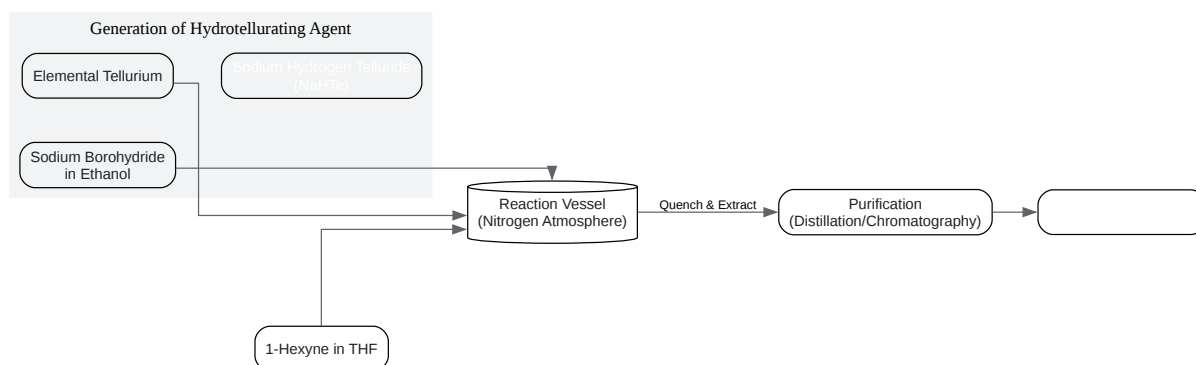 Generation of Hydrotellurating Agent
Elemental Tellurium
Sodium Hydrogen Telluride
(NaHTe)
Sodium Borohydride
in Ethanol
Reaction Vessel
(Nitrogen Atmosphere)
Quench & Extract
Purification
(Distillation/Chromatography)
1-Hexyne in THF